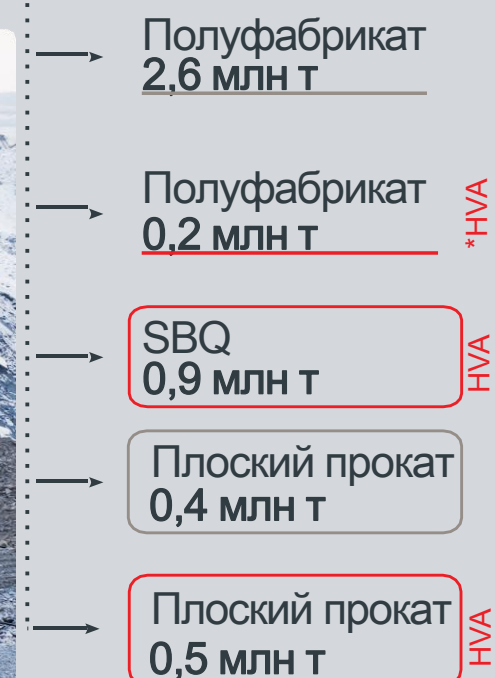 Полуфабрикат
2,6 млн т
Полуфабрикат
0,2 млн т
*HVA
SBQ
0,9 млн т
HVA
Плоский прокат
0,4 млн т
Плоский прокат
0,5 млн т
HVA